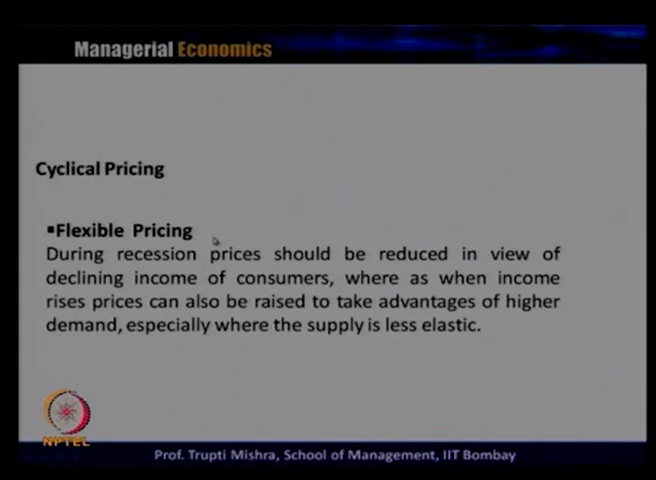 Managerial Economics
Cyclical Pricing
▪Flexible Pricing
During recession prices should be reduced in view of
declining income of consumers, where as when income
rises prices can also be raised to take advantages of higher
demand, especially where the supply is less elastic.
NPTEL
Prof. Trupti Mishra, School of Management, IIT Bombay